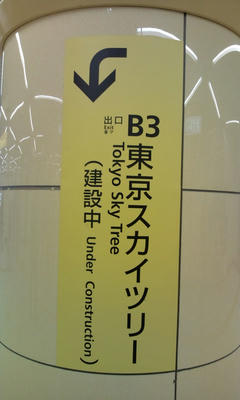 出口
Exit
B3
東京スカイツリー
Tokyo Sky Tree
(建設中 Under Construction)